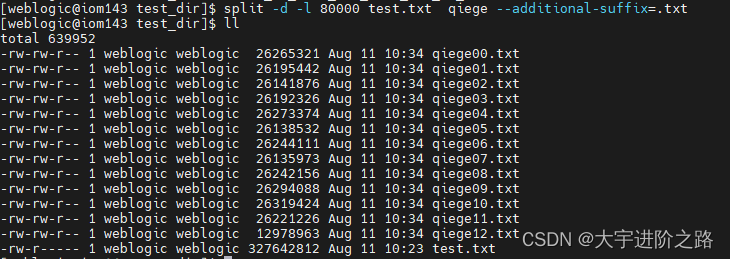 [weblogic@iom143 test_dir]$ split -d -l 80000 test.txt  qiege --additional-suffix=.txt
[weblogic@iom143 test_dir]$ ll
total 639952
-rw-rw-r-- 1 weblogic weblogic  26265321 Aug 11 10:34 qiege00.txt
-rw-rw-r-- 1 weblogic weblogic  26195442 Aug 11 10:34 qiege01.txt
-rw-rw-r-- 1 weblogic weblogic  26141876 Aug 11 10:34 qiege02.txt
-rw-rw-r-- 1 weblogic weblogic  26192326 Aug 11 10:34 qiege03.txt
-rw-rw-r-- 1 weblogic weblogic  26273374 Aug 11 10:34 qiege04.txt
-rw-rw-r-- 1 weblogic weblogic  26138532 Aug 11 10:34 qiege05.txt
-rw-rw-r-- 1 weblogic weblogic  26244111 Aug 11 10:34 qiege06.txt
-rw-rw-r-- 1 weblogic weblogic  26135973 Aug 11 10:34 qiege07.txt
-rw-rw-r-- 1 weblogic weblogic  26242156 Aug 11 10:34 qiege08.txt
-rw-rw-r-- 1 weblogic weblogic  26294088 Aug 11 10:34 qiege09.txt
-rw-rw-r-- 1 weblogic weblogic  26319424 Aug 11 10:34 qiege10.txt
-rw-rw-r-- 1 weblogic weblogic  26221226 Aug 11 10:34 qiege11.txt
-rw-rw-r-- 1 weblogic weblogic  12978963 Aug 11 10:34 qiege12.txt
-rw-r----- 1 weblogic weblogic 327642812 Aug 11 10:23 test.txt
CSDN @大宇进阶之路